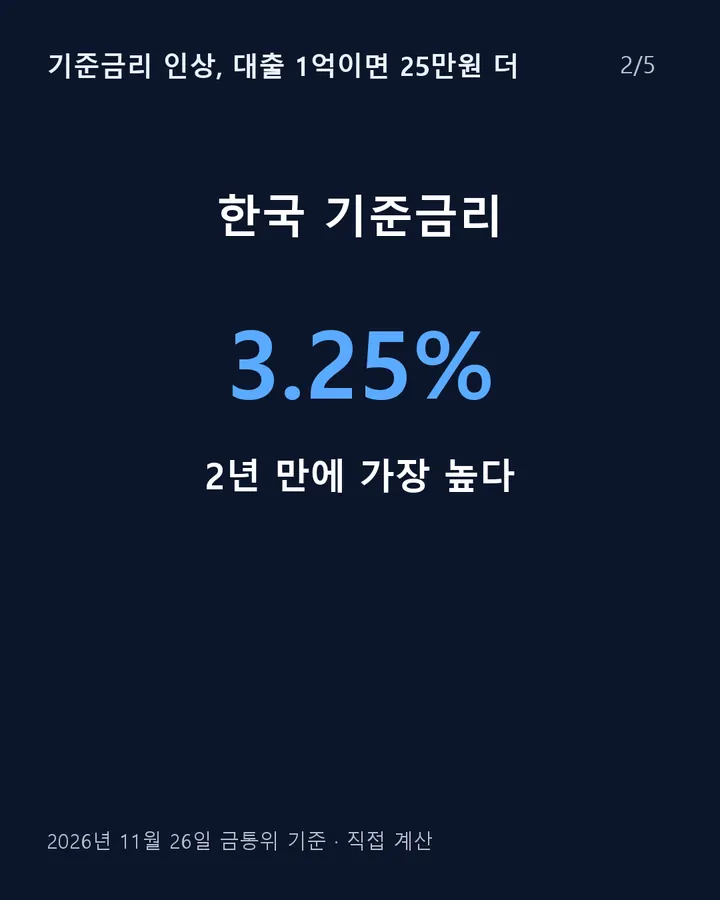 기준금리 인상, 대출 1억이면 25만원 더
2/5
한국 기준금리
3.25%
2년 만에 가장 높다
2026년 11월 26일 금통위 기준 · 직접 계산